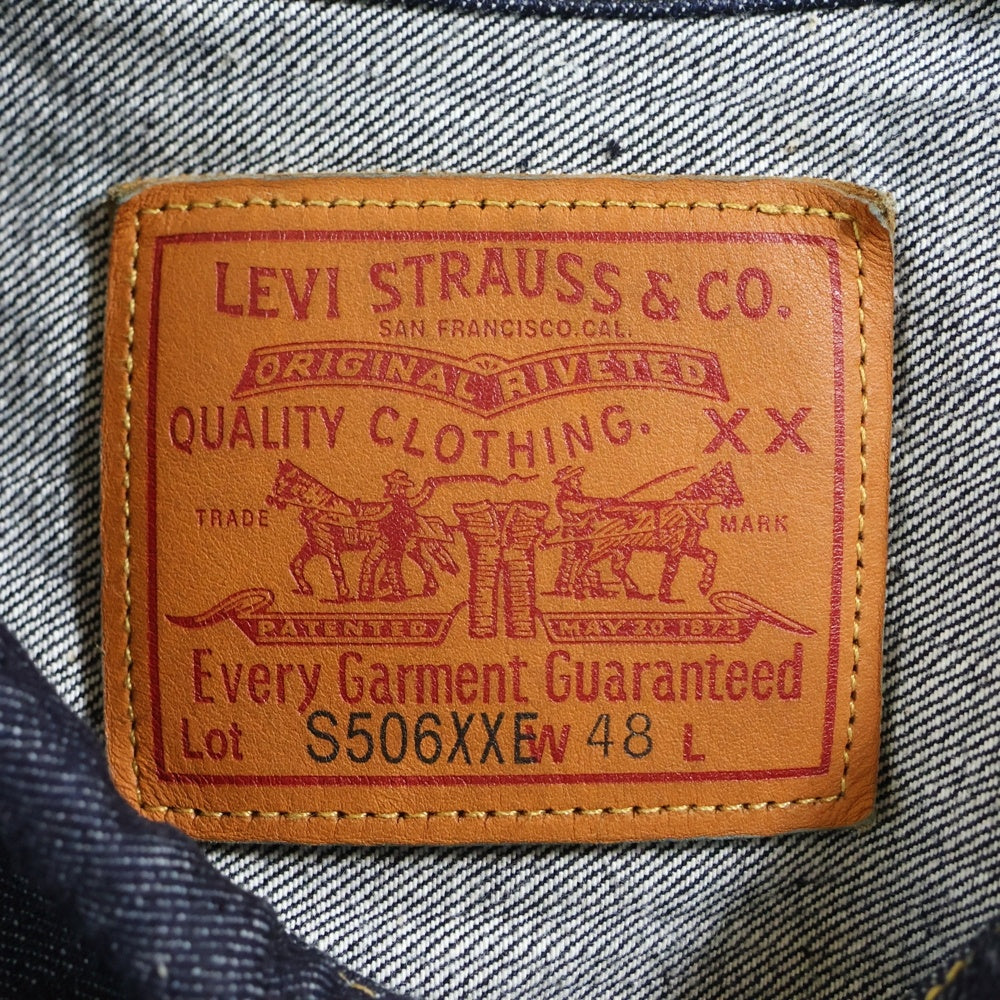 LEVI STRAUSS & CO.
SAN FRANCISCO.CAL.
ORIGINAL RIVETED
QUALITY CLOTHING. XX
TRADE MARK
PATENTED MAY 20 1873
Every Garment Guaranteed
Lot S506XXE W 48 L